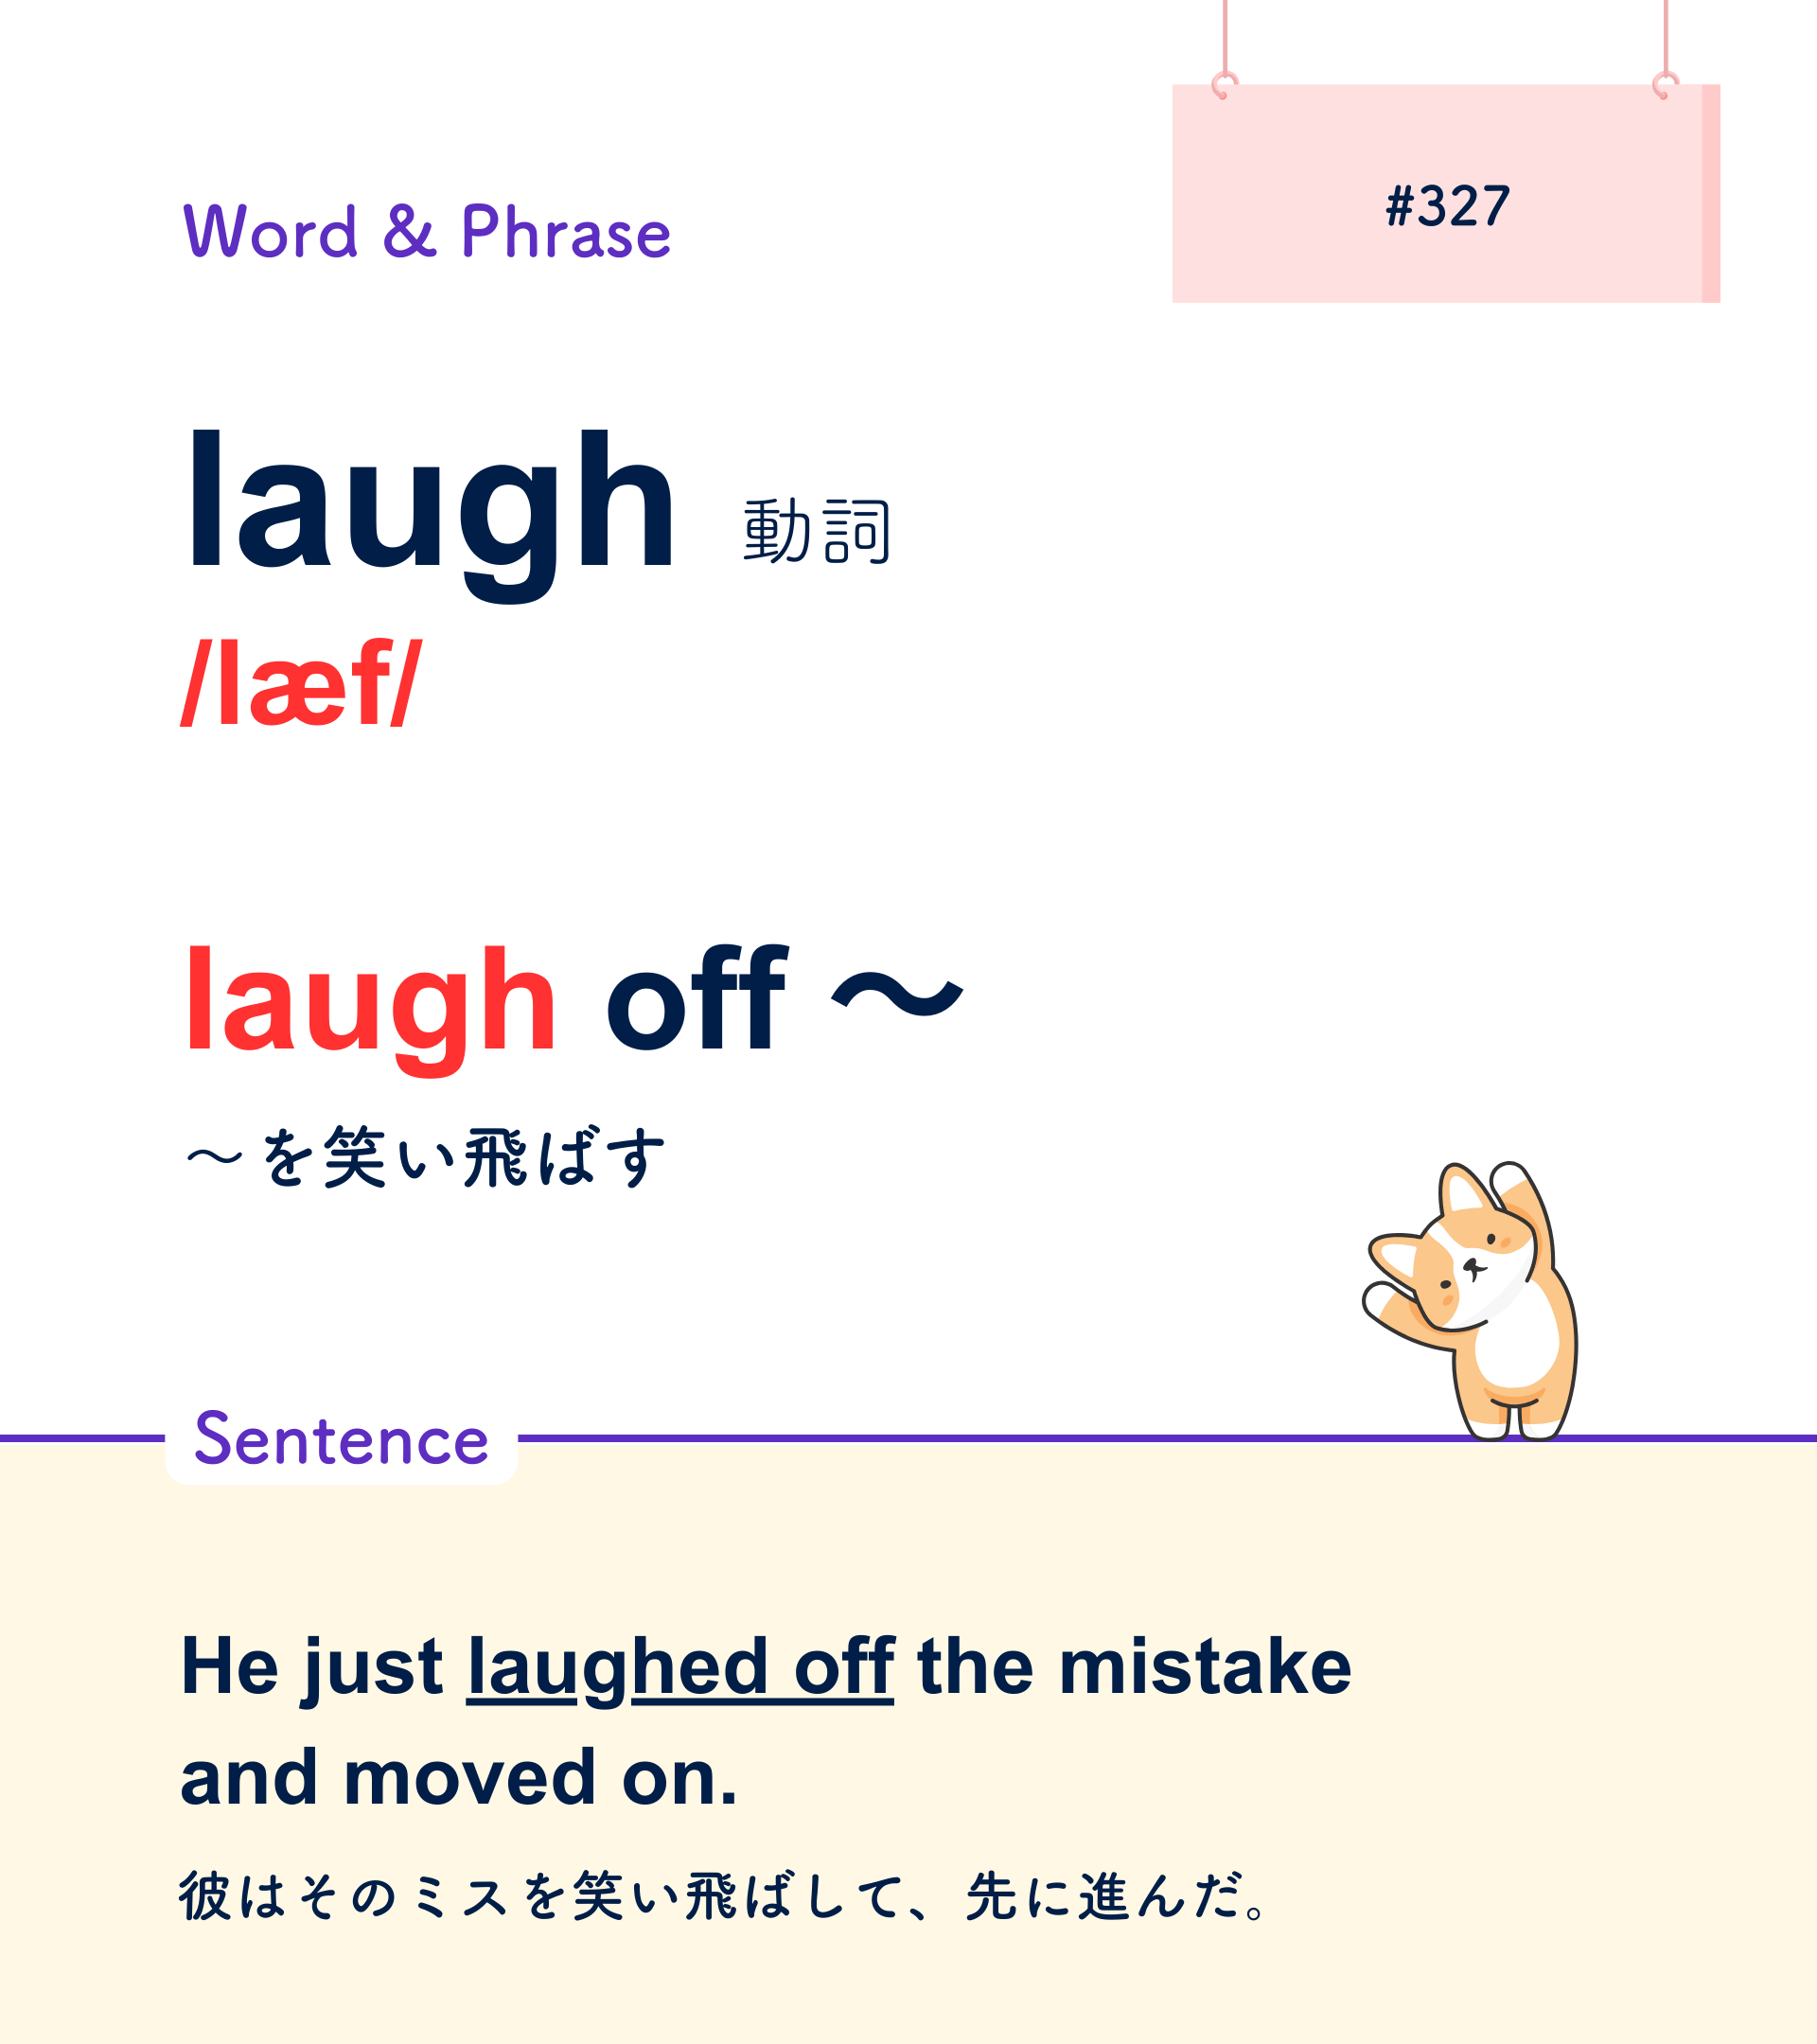 #327
Word & Phrase
laugh 動詞
/læf/
laugh off 〜
〜 を笑い飛ばす
Sentence
He just laughed off the mistake
and moved on.
彼はそのミスを笑い飛ばして、先に進んだ。